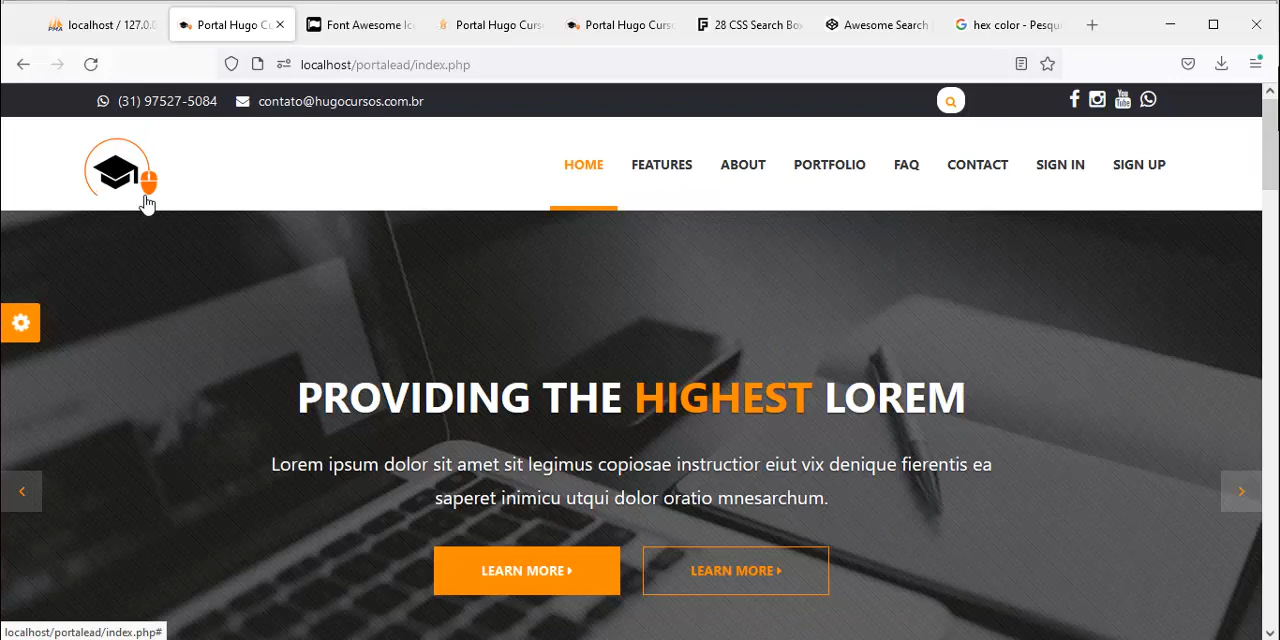 localhost / 127.0.
Portal Hugo Cu
Font Awesome Ic
Portal Hugo Curs
Portal Hugo Curs
28 CSS Search Box
Awesome Search
hex color - Pesqu
localhost/portalead/index.php
(31) 97527-5084
contato@hugocursos.com.br
HOME
FEATURES
ABOUT
PORTFOLIO
FAQ
CONTACT
SIGN IN
SIGN UP
PROVIDING THE HIGHEST LOREM
Lorem ipsum dolor sit amet sit legimus copiosae instructior eiut vix denique fierentis ea
saperet inimicu utqui dolor oratio mnesarchum.
LEARN MORE
LEARN MORE
localhost/portalead/index.php#